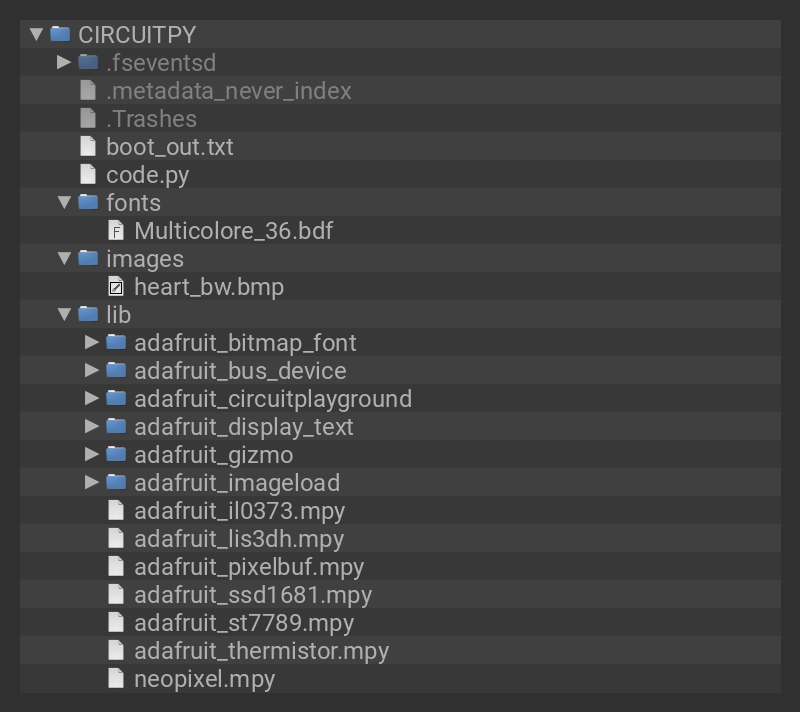 CIRCUITPY
.fseventsd
.metadata_never_index
.Trashes
boot_out.txt
code.py
fonts
Multicolore_36.bdf
images
heart_bw.bmp
lib
adafruit_bitmap_font
adafruit_bus_device
adafruit_circuitplayground
adafruit_display_text
adafruit_gizmo
adafruit_imageload
adafruit_il0373.mpy
adafruit_lis3dh.mpy
adafruit_pixelbuf.mpy
adafruit_ssd1681.mpy
adafruit_st7789.mpy
adafruit_thermistor.mpy
neopixel.mpy